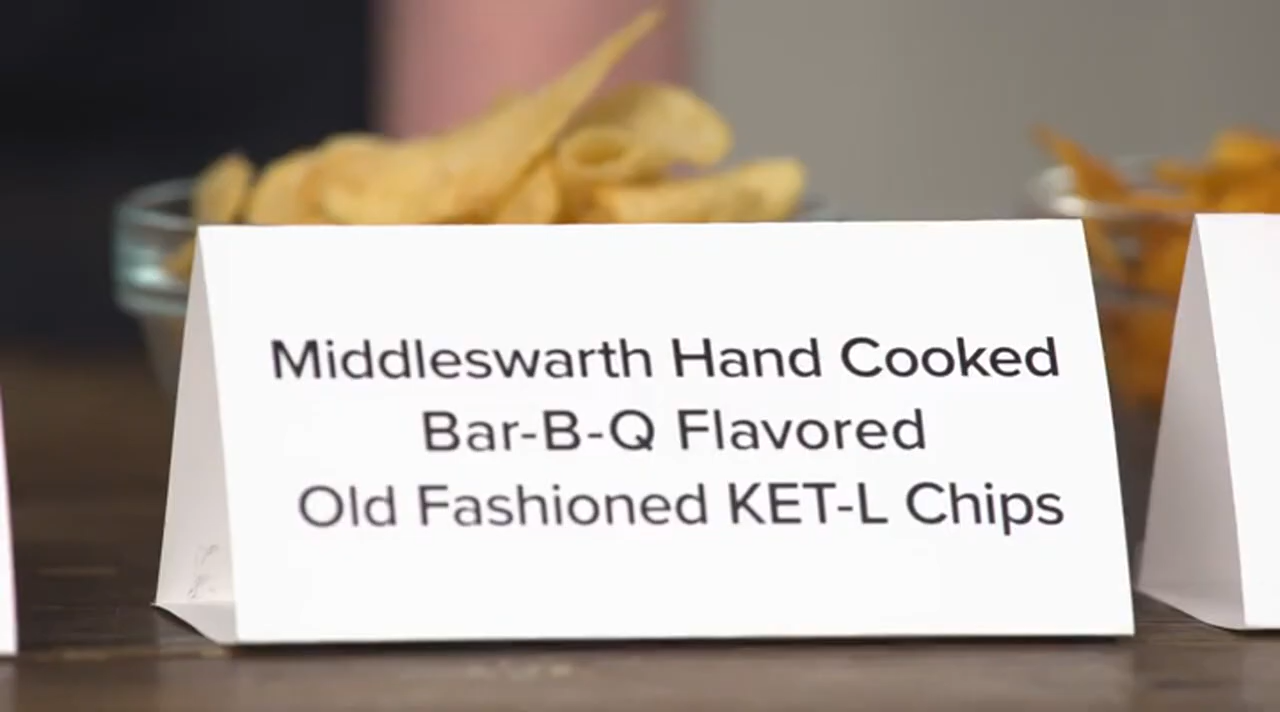 Middleswarth Hand Cooked
Bar-B-Q Flavored
Old Fashioned KET-L Chips